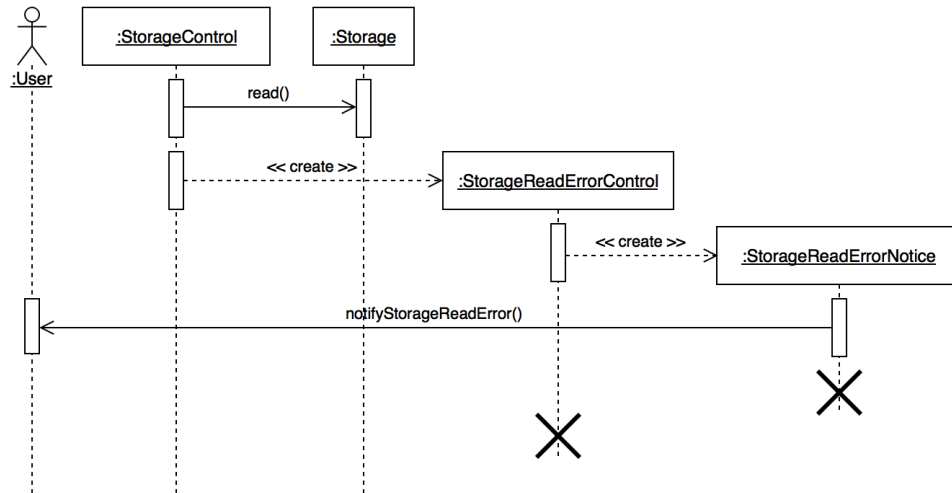 :StorageControl
:Storage
:User
read()
<< create >>
:StorageReadErrorControl
<< create >>
:StorageReadErrorNotice
notifyStorageReadError()